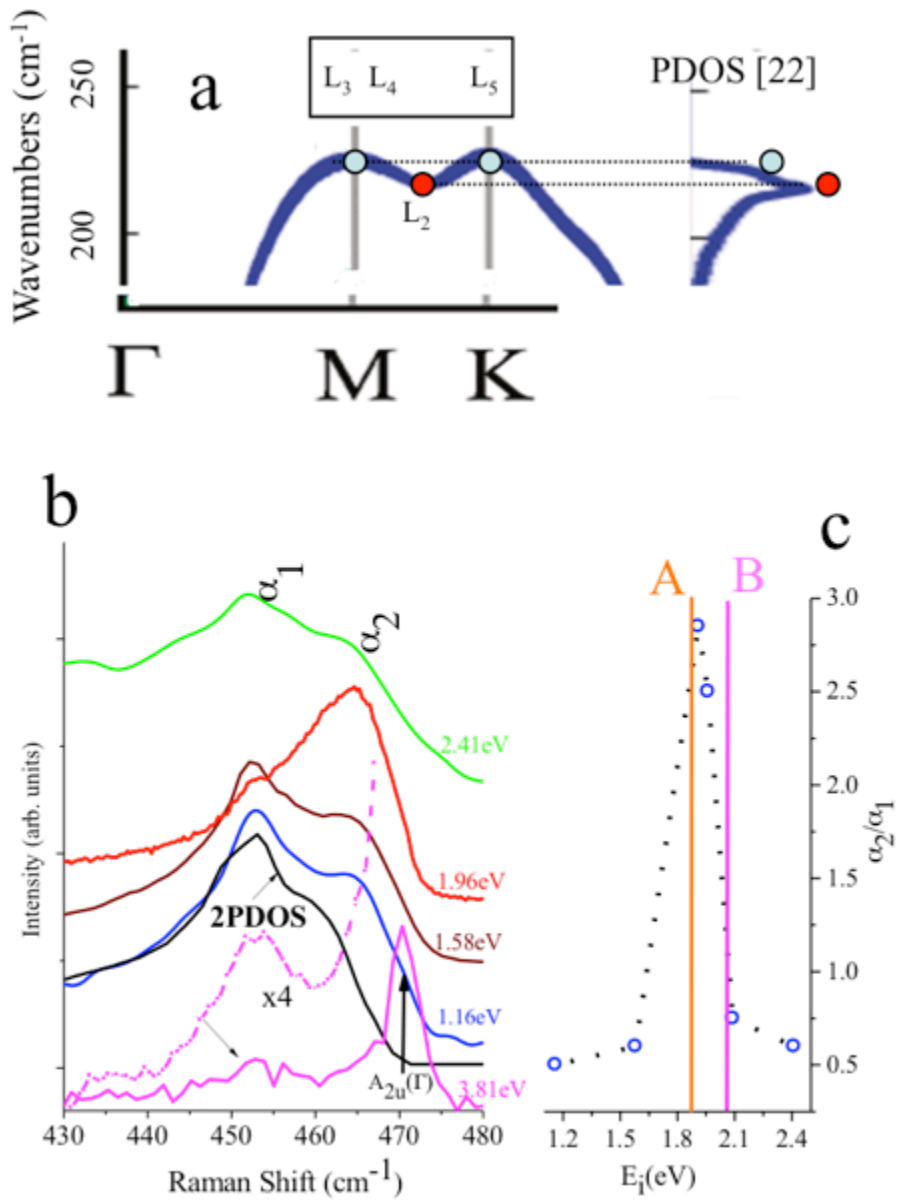 a
Wavenumbers (cm-1)
250
200
L3 L4 L5
L2
PDOS [22]
Γ M K
b
Intensity (arb. units)
α1
α2
2.41eV
1.96eV
1.58eV
1.16eV
3.81eV
2PDOS
x4
A2u(Γ)
430 440 450 460 470 480
Raman Shift (cm-1)
c
A B
3.0
2.5
2.0
1.5
1.0
0.5
α2/α1
1.2 1.5 1.8 2.1 2.4
Ei(eV)